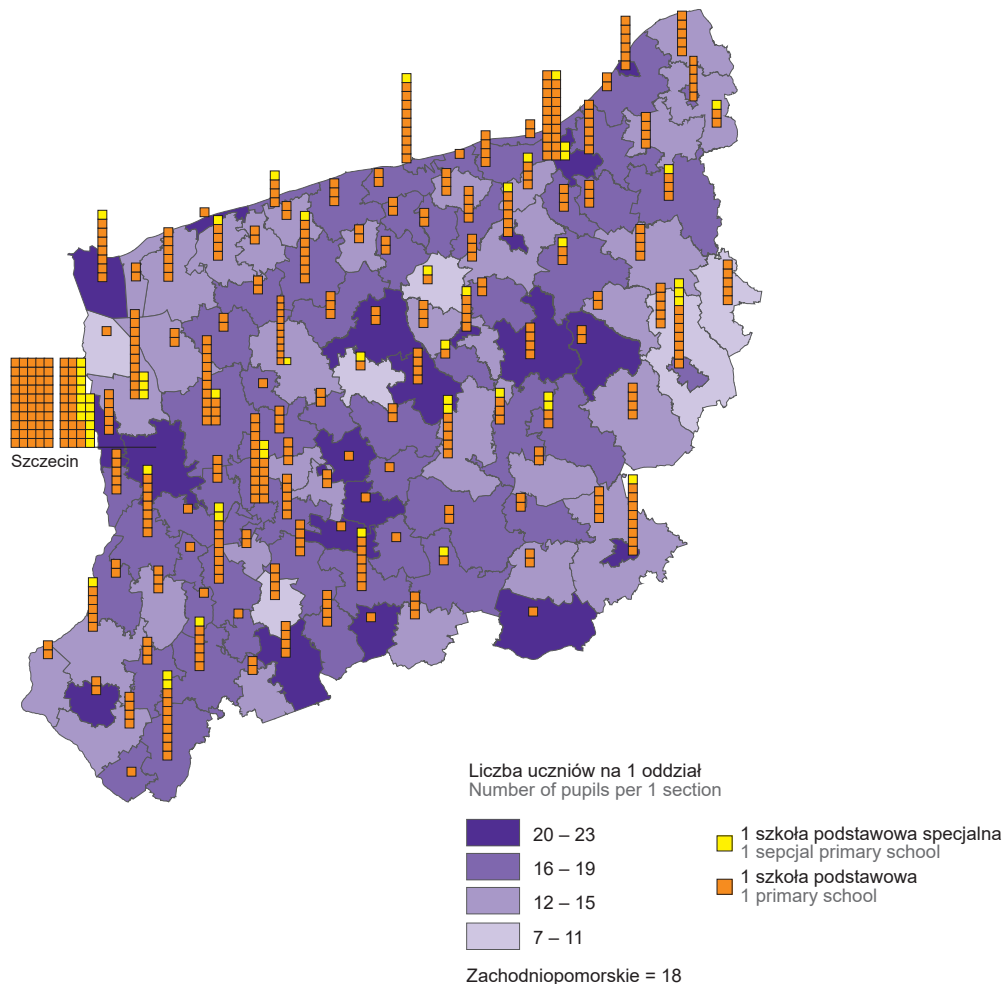 Szczecin
Liczba uczniów na 1 oddział
Number of pupils per 1 section
20 – 23
16 – 19
12 – 15
7 – 11
Zachodniopomorskie = 18
1 szkoła podstawowa specjalna
1 sepcjal primary school
1 szkoła podstawowa
1 primary school